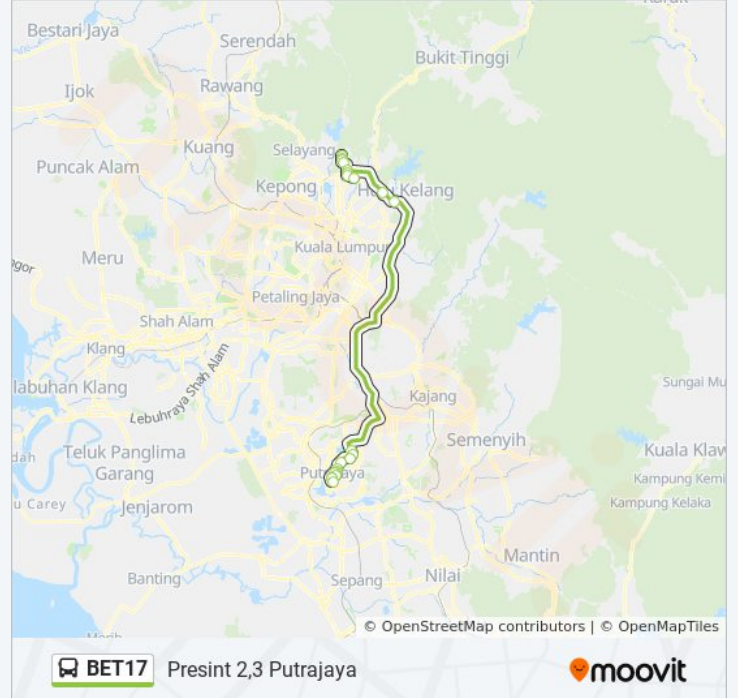 Bestari Jaya
Serendah
Bukit Tinggi
Ijok
Rawang
Kuang
Selayang
Puncak Alam
Kepong
Kelang
Kuala Lumpur
Meru
Petaling Jaya
Shah Alam
Klang
Lebuhraya Shah Alam
labuhan Klang
Kajang
Sungai Mu
Semenyih
Teluk Panglima
Garang
Kuala Klaw
Putrajaya
Kampung Kemi
Kampung Kelaka
u Carey
Jenjarom
Mantin
Banting
Sepang
Nilai
© OpenStreetMap contributors | © OpenMapTiles
BET17 Presint 2,3 Putrajaya
moovit